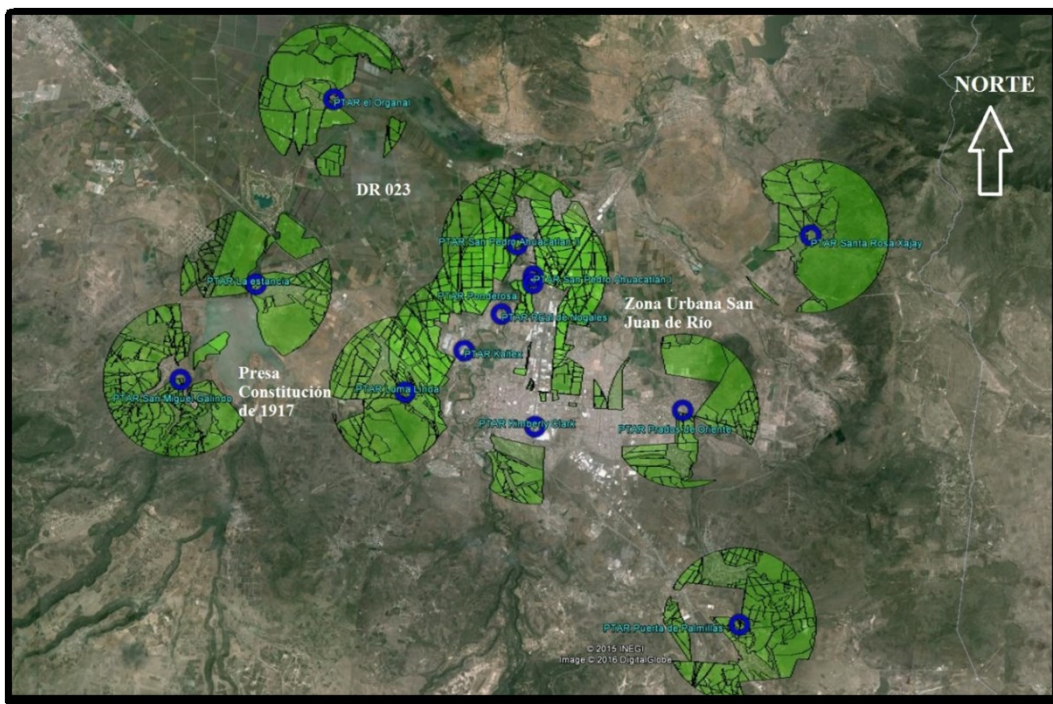 NORTE
PTAR el Organal
DR 023
PTAR San Pedro Ahuacatlán II
PTAR Santa Rosa Xajay
PTAR La estancia
PTAR San Pedro Ahuacatlán I
PTAR Ponderosa
Zona Urbana San
Juan de Río
PTAR Real de Nogales
PTAR Kaltex
Presa
Constitución
de 1917
PTAR Loma Linda
PTAR San Miguel Galindo
PTAR Kimberly Clark
PTAR Prados de Oriente
PTAR Puerta de Palmillas
© 2015 INEGI
Image © 2016 DigitalGlobe